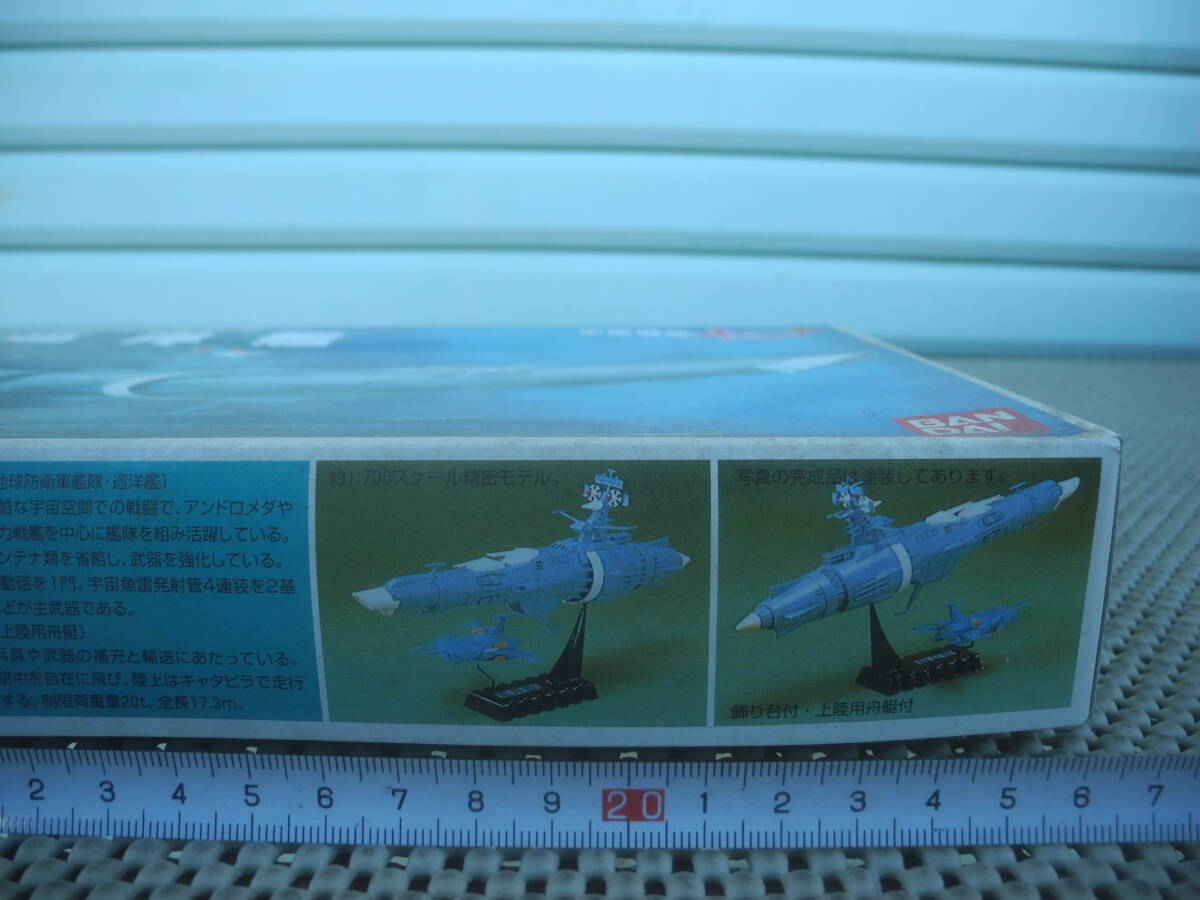 BAN
DAI
地球防衛軍艦隊・巡洋艦〕
酷な宇宙空間での戦闘で、アンドロメダや
力戦艦を中心に艦隊を組み活躍している。
ンテナ類を省略し、武器を強化している。
動砲を1門。宇宙魚雷発射管4連装を2基
どが主武器である。
上陸用舟艇〕
兵員や武器の補充と輸送にあたっている。
空中を自在に飛び、陸上はキャタピラで走行
する。制限荷重量20t。全長17.3m。
約1:700スケール精密モデル。
写真の完成品は塗装してあります。
飾り台付・上陸用舟艇付
2 3 4 5 6 7 8 9 20 1 2 3 4 5 6 7